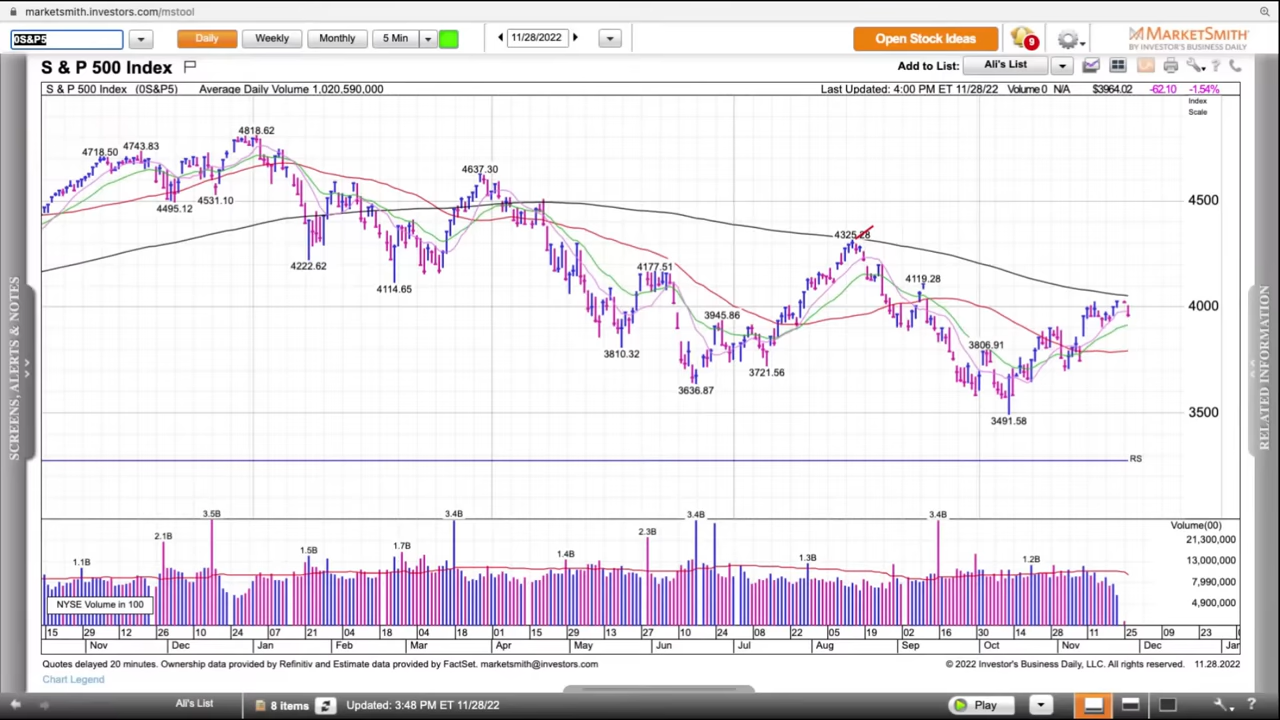 marketsmith.investors.com/mstool
0S&P5
Daily
Weekly
Monthly
5 Min
11/28/2022
Open Stock Ideas
9
MARKETSMITH
BY INVESTOR'S BUSINESS DAILY
S & P 500 Index
Add to List:
Ali's List
S & P 500 Index (0S&P5) Average Daily Volume 1,020,590,000
Last Updated: 4:00 PM ET 11/28/22 Volume 0 N/A $3964.02 -62.10 -1.54%
Index
Scale
4818.62
4743.83
4718.50
4637.30
4531.10
4495.12
4500
4325.28
4222.62
4177.51
4119.28
4114.65
4000
3945.86
3806.91
3810.32
3721.56
3636.87
3500
3491.58
RS
SCREENS, ALERTS & NOTES
RELATED INFORMATION
3.5B
3.4B
3.4B
3.4B
Volume(00)
2.1B
2.3B
21,300,000
1.1B
1.5B
1.7B
1.4B
1.3B
1.2B
13,000,000
7,990,000
NYSE Volume in 100
4,900,000
15 29 12 26 10 24 07 21 04 18 04 18 01 15 29 13 27 10 24 08 22 05 19 02 16 30 14 28 11 25 09 23
Nov Dec Jan Feb Mar Apr May Jun Jul Aug Sep Oct Nov Dec
Quotes delayed 20 minutes. Ownership data provided by Refinitiv and Estimate data provided by FactSet. marketsmith@investors.com
© 2022 Investor's Business Daily, LLC. All rights reserved. 11.28.2022
Chart Legend
Ali's List
8 items
Updated: 3:48 PM EST 11/28/22
Play